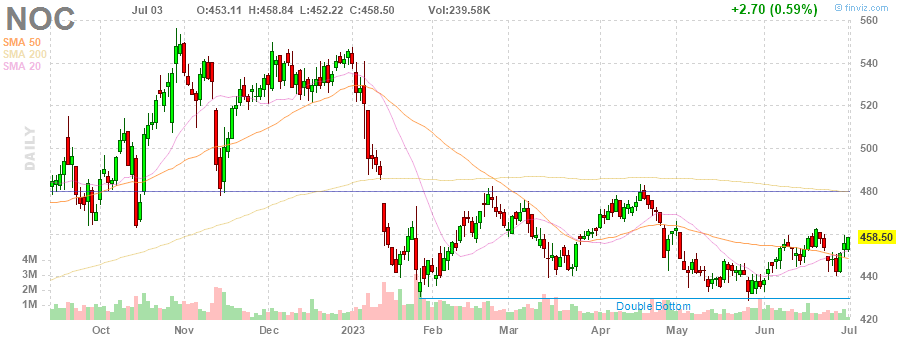 NOC Jul 03 O:453.11 H:458.84 L:452.22 C:458.50 Vol:239.58K +2.70 (0.59%) © finviz.com
SMA 50
SMA 200
SMA 20
DAILY
560
540
520
500
480
460
458.50
440
420
4M
3M
2M
1M
Double Bottom
Oct Nov Dec 2023 Feb Mar Apr May Jun Jul